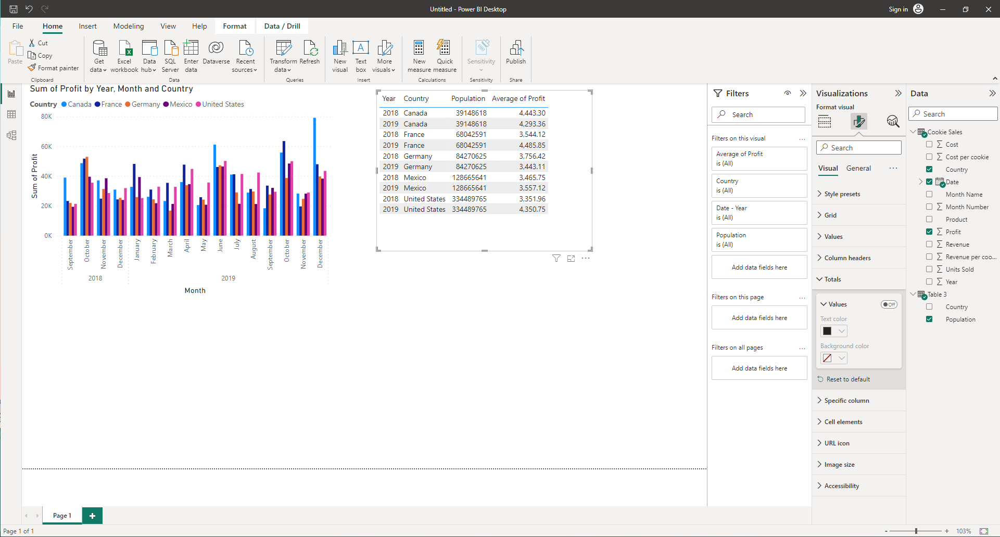 Untitled - Power BI Desktop
Sign in
File Home Insert Modeling View Help Format Data / Drill
Paste
Cut
Copy
Format painter
Clipboard
Get data
Excel workbook
Data hub
SQL Server
Enter data
Dataverse
Recent sources
Data
Transform data
Refresh
Queries
New visual
Text box
More visuals
Insert
New measure
Quick measure
Calculations
Sensitivity
Sensitivity
Publish
Share
Sum of Profit by Year, Month and Country
Country Canada France Germany Mexico United States
Sum of Profit
80K
60K
40K
20K
0K
September October November December January February March April May June July August September October November December
2018 2019
Month
Year Country Population Average of Profit
2018 Canada 39148618 4,443.30
2019 Canada 39148618 4,293.36
2018 France 68042591 3,544.12
2019 France 68042591 4,485.85
2018 Germany 84270625 3,756.42
2019 Germany 84270625 3,443.11
2018 Mexico 128665641 3,465.75
2019 Mexico 128665641 3,557.12
2018 United States 334489765 3,351.96
2019 United States 334489765 4,350.75
Filters
Search
Filters on this visual ...
Average of Profit
is (All)
Country
is (All)
Date - Year
is (All)
Population
is (All)
Add data fields here
Filters on this page ...
Add data fields here
Filters on all pages ...
Add data fields here
Visualizations
Format visual
Search
Visual General ...
Style presets
Grid
Values
Column headers
Totals
Values Off
Text color
Background color
Reset to default
Specific column
Cell elements
URL icon
Image size
Accessibility
Data
Search
Cookie Sales
Cost
Cost per cookie
Country
Date
Month Name
Month Number
Product
Profit
Revenue
Revenue per coo...
Units Sold
Year
Table 3
Country
Population
Page 1
Page 1 of 1
- + 103%